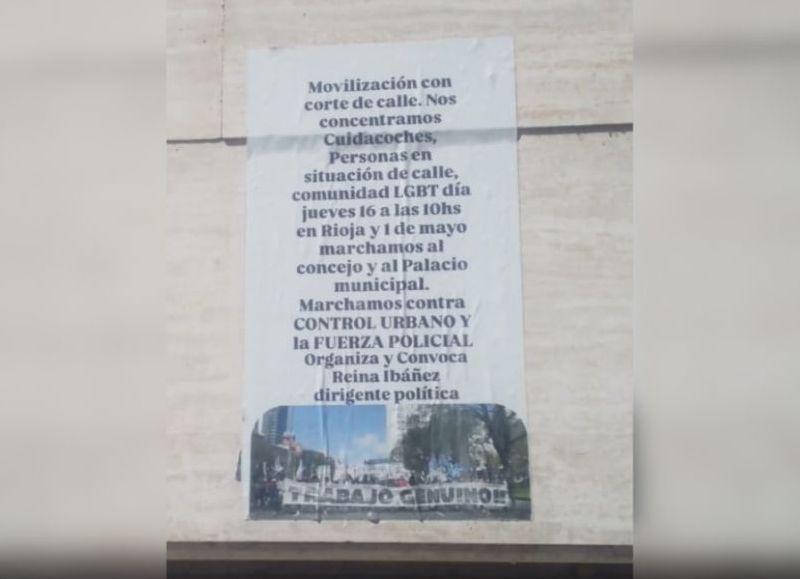 Movilización con
corte de calle. Nos
concentramos
Cuidacoches,
Personas en
situación de calle,
comunidad LGBT día
jueves 16 a las 10hs
en Rioja y 1 de mayo
marchamos al
concejo y al Palacio
municipal.
Marchamos contra
CONTROL URBANO Y
la FUERZA POLICIAL
Organiza y Convoca
Reina Ibáñez
dirigente política
TRABAJO GENUINO!!